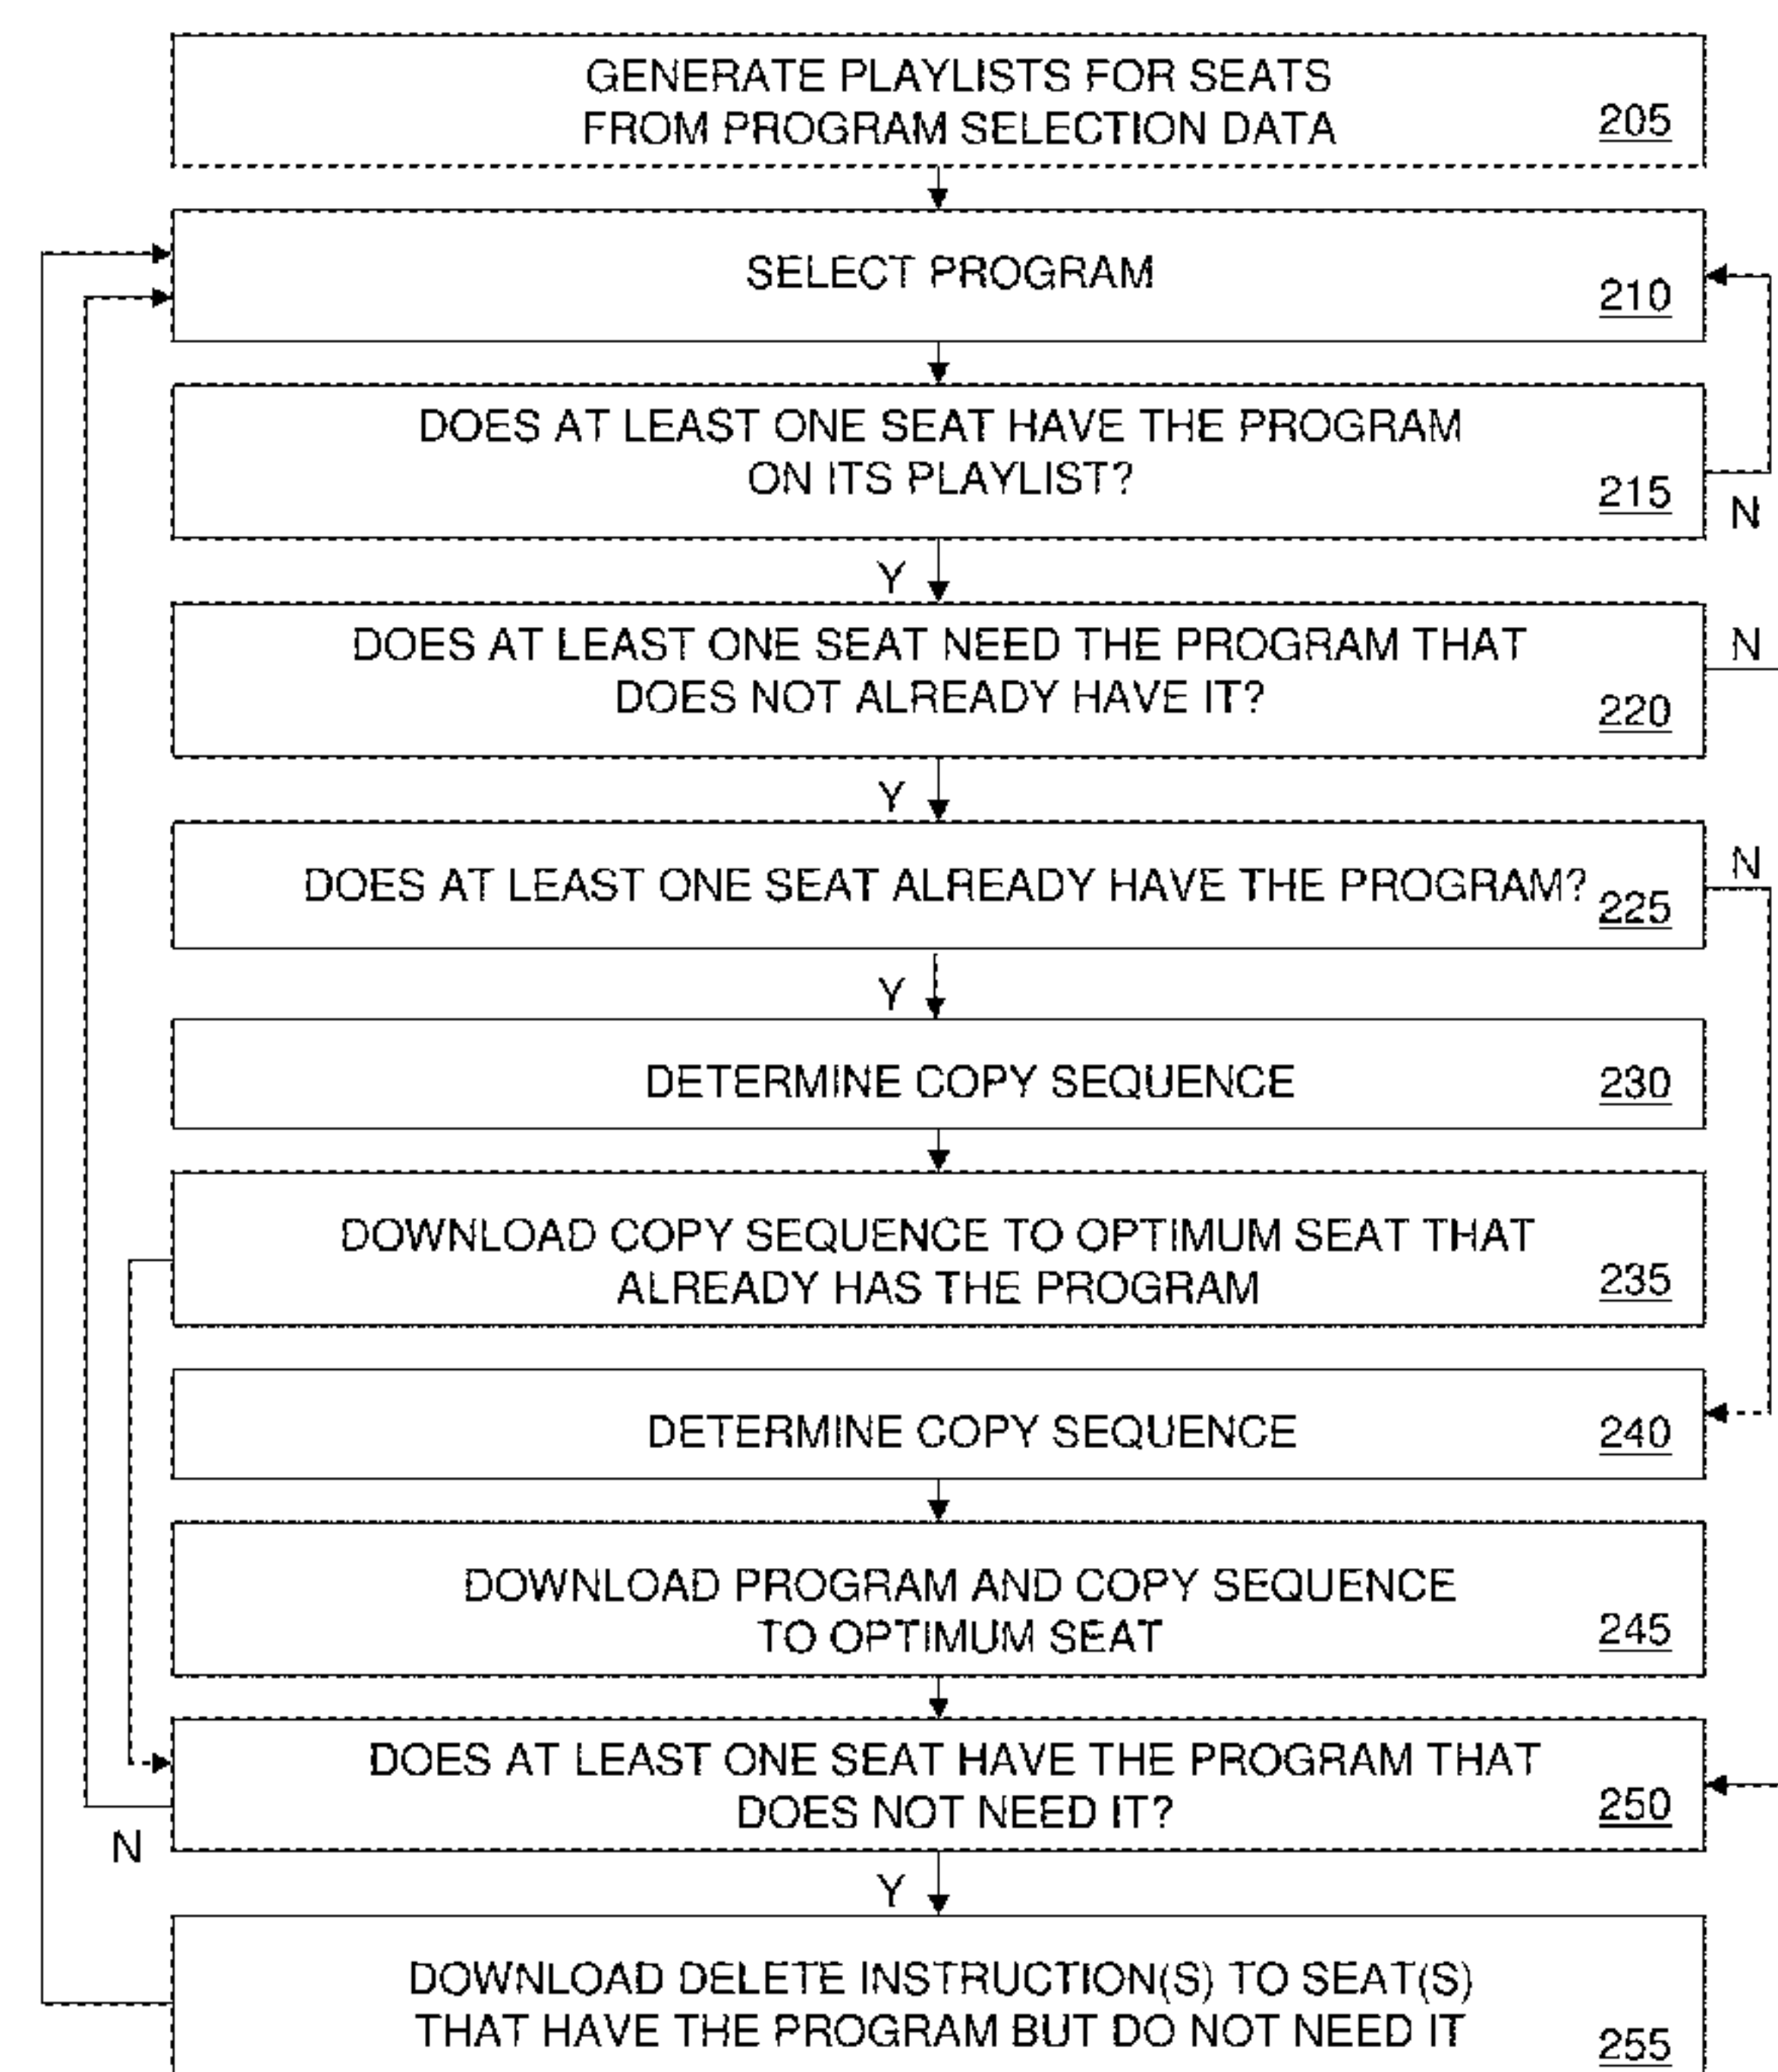 GENERATE PLAYLISTS FOR SEATS
FROM PROGRAM SELECTION DATA
205
SELECT PROGRAM
210
DOES AT LEAST ONE SEAT HAVE THE PROGRAM
ON ITS PLAYLIST?
215
N
Y
DOES AT LEAST ONE SEAT NEED THE PROGRAM THAT
DOES NOT ALREADY HAVE IT?
220
N
Y
DOES AT LEAST ONE SEAT ALREADY HAVE THE PROGRAM?
225
N
Y
DETERMINE COPY SEQUENCE
230
DOWNLOAD COPY SEQUENCE TO OPTIMUM SEAT THAT
ALREADY HAS THE PROGRAM
235
DETERMINE COPY SEQUENCE
240
DOWNLOAD PROGRAM AND COPY SEQUENCE
TO OPTIMUM SEAT
245
DOES AT LEAST ONE SEAT HAVE THE PROGRAM THAT
DOES NOT NEED IT?
250
N
Y
DOWNLOAD DELETE INSTRUCTION(S) TO SEAT(S)
THAT HAVE THE PROGRAM BUT DO NOT NEED IT
255